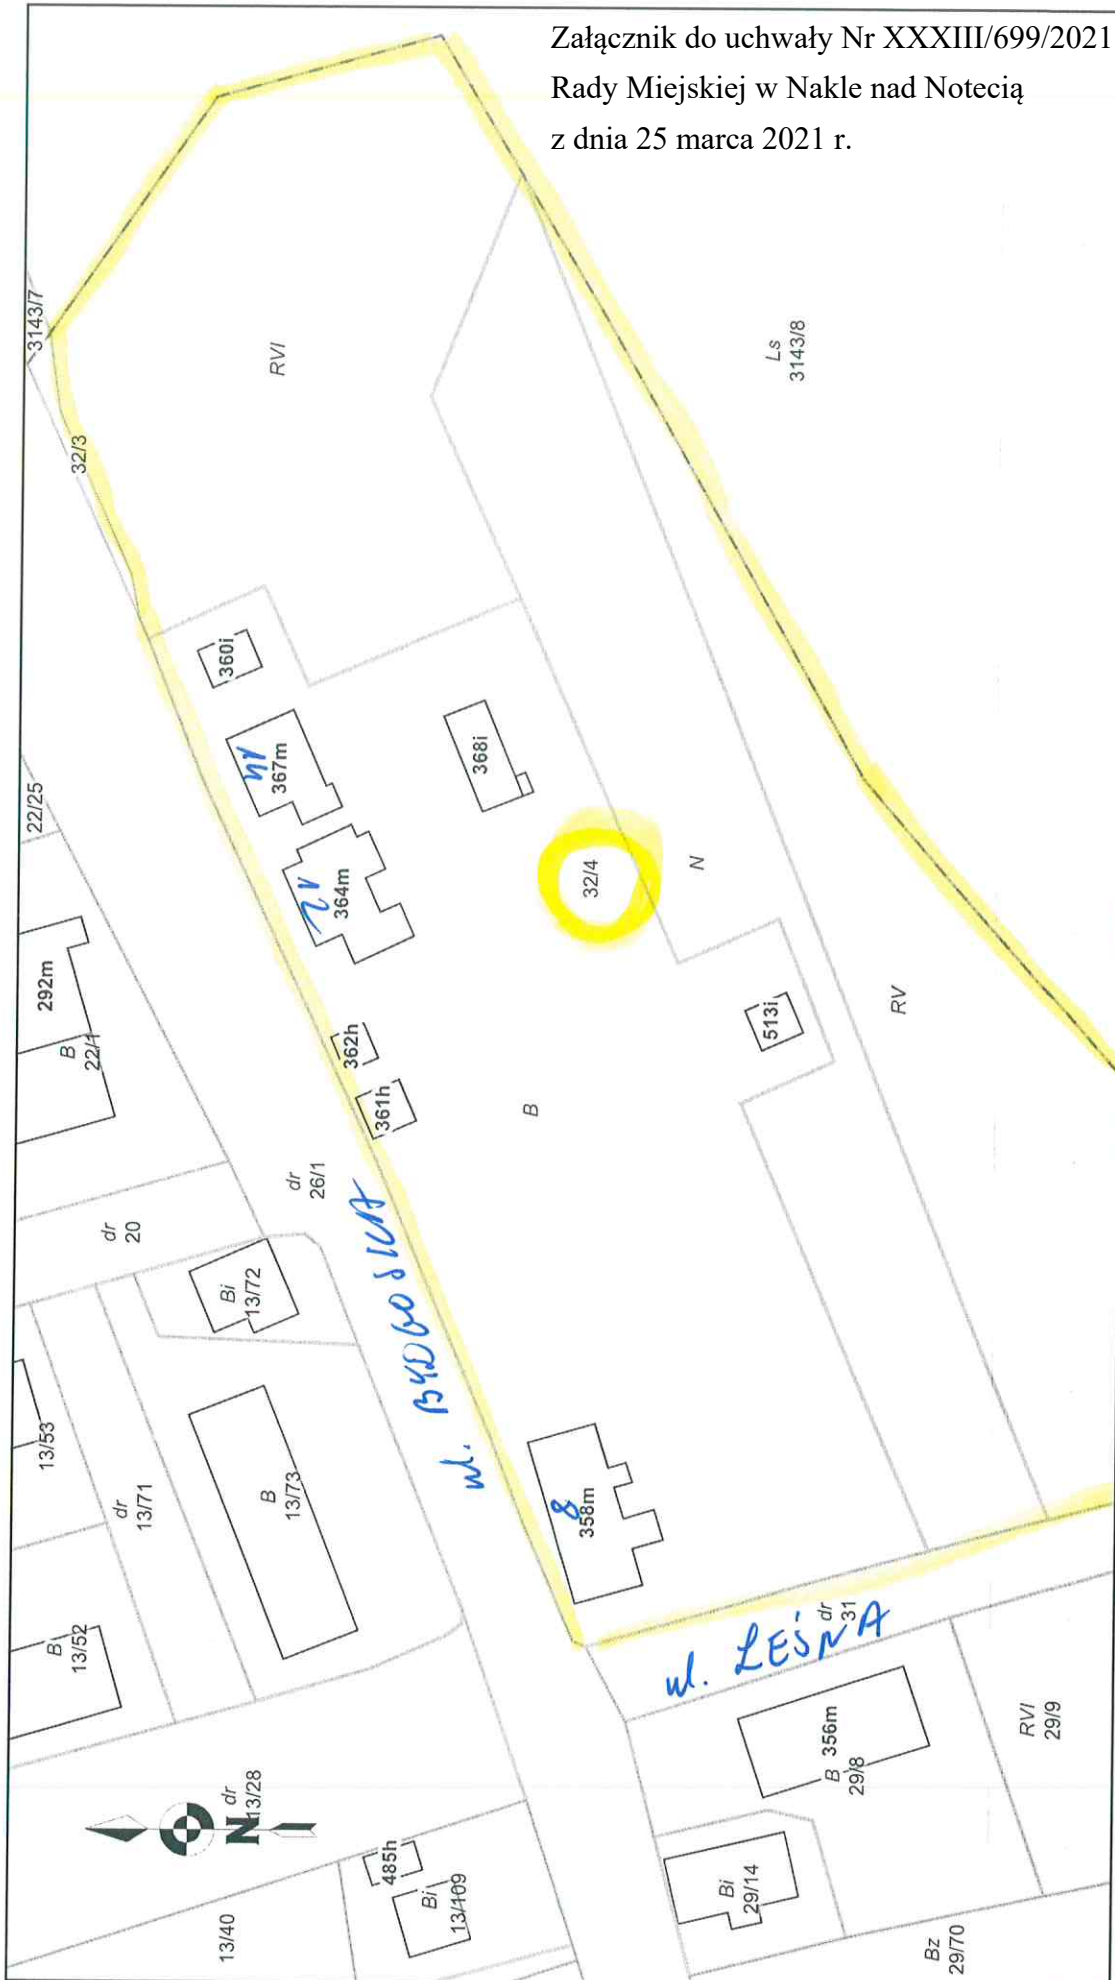 Załącznik do uchwały Nr XXXIII/699/2021
Rady Miejskiej w Nakle nad Notecią
z dnia 25 marca 2021 r.
3143/7
32/3
RVI
Ls
3143/8
360i
367m
368i
22/25
364m
32/4
N
292m
B
22/1
362h
361h
513i
RV
B
dr
26/1
dr
20
Bi
13/72
ul. BYDGOSKA
13/53
dr
13/71
B
13/73
8
358m
B
13/52
dr
31
ul. LEŚNA
356m
B
29/8
RVI
29/9
dr
13/28
N
485h
Bi
13/109
13/40
Bi
29/14
Bz
29/70